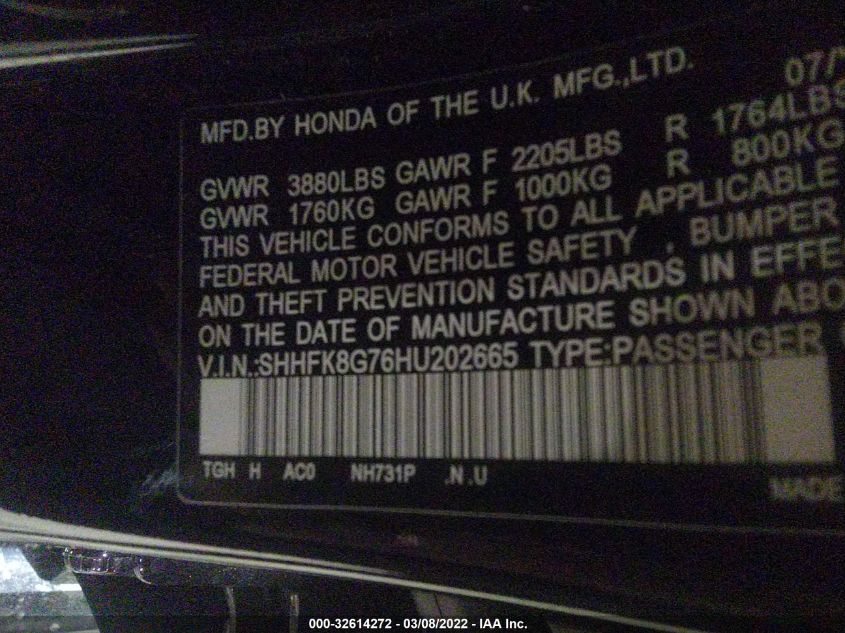 MFD.BY HONDA OF THE U.K. MFG.,LTD. 07/
GVWR 3880LBS GAWR F 2205LBS R 1764LBS
GVWR 1760KG GAWR F 1000KG R 800KG
THIS VEHICLE CONFORMS TO ALL APPLICABLE
FEDERAL MOTOR VEHICLE SAFETY , BUMPER
AND THEFT PREVENTION STANDARDS IN EFFE
ON THE DATE OF MANUFACTURE SHOWN ABO
V.I.N.:SHHFK8G76HU202665 TYPE:PASSENGER
TGH H AC0 NH731P .N.U
MADE
000-32614272 - 03/08/2022 - IAA Inc.